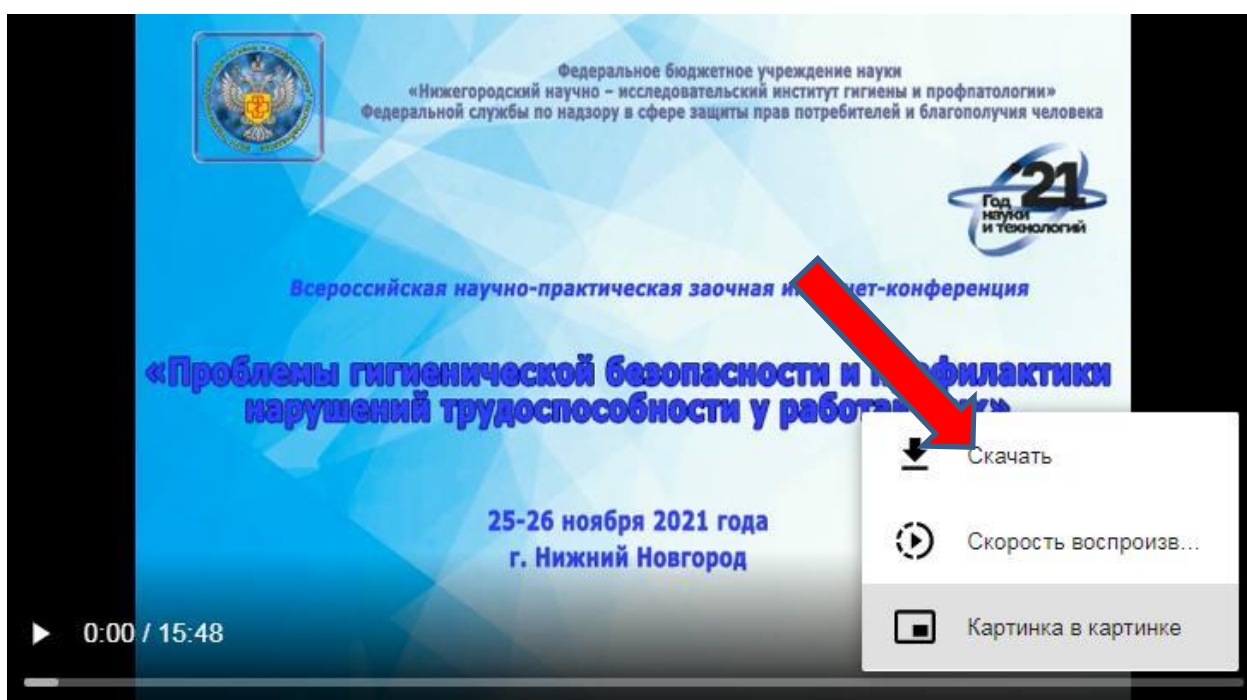 Федеральное бюджетное учреждение науки
«Нижегородский научно – исследовательский институт гигиены и профпатологии»
Федеральной службы по надзору в сфере защиты прав потребителей и благополучия человека
'21
Год
науки
и технологий
Всероссийская научно-практическая заочная конференция
«Проблемы гигиенической безопасности и
нарушений трудоспособности у
25-26 ноября 2021 года
г. Нижний Новгород
Скачать
Скорость воспроизв...
Картинка в картинке
0:00 / 15:48